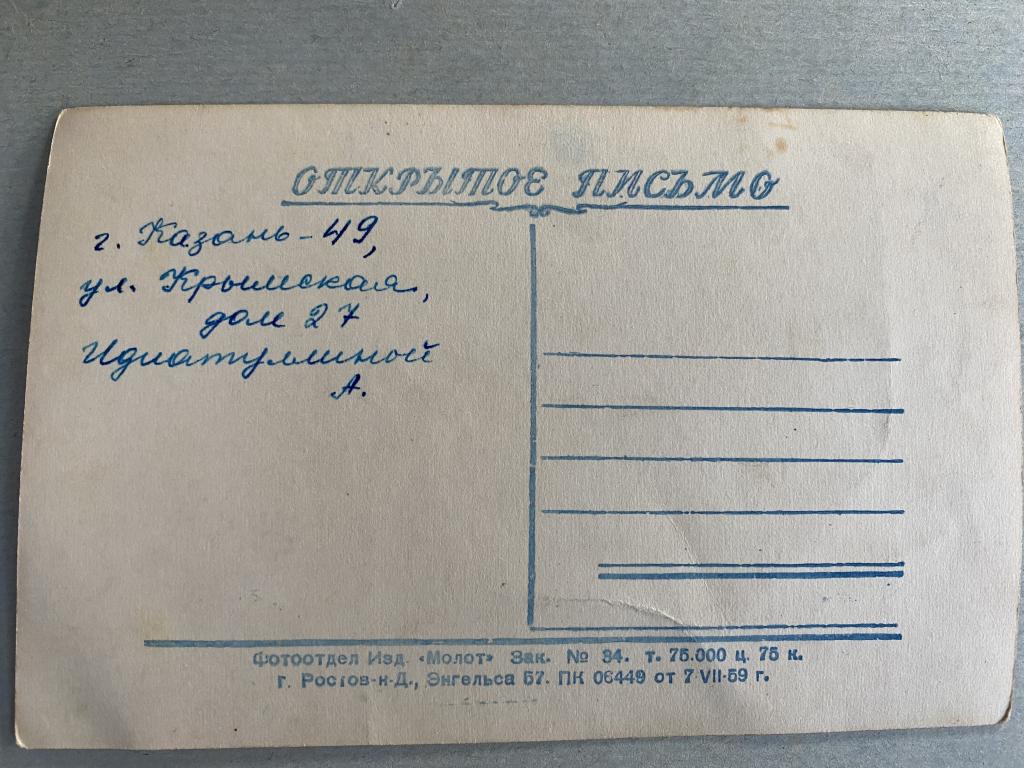 ОТКРЫТОЕ ПИСЬМО
г. Казань-49,
ул. Крымская,
дом 27
Идиатуллиной
А.
Фотоотдел Изд. «Молот» Зак. № 34. т. 75.000 ц. 75 к.
г. Ростов-н-Д., Энгельса 57. ПК 06449 от 7 VII-59 г.